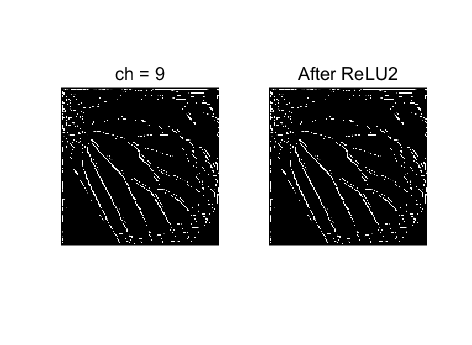 ch = 9
After ReLU2